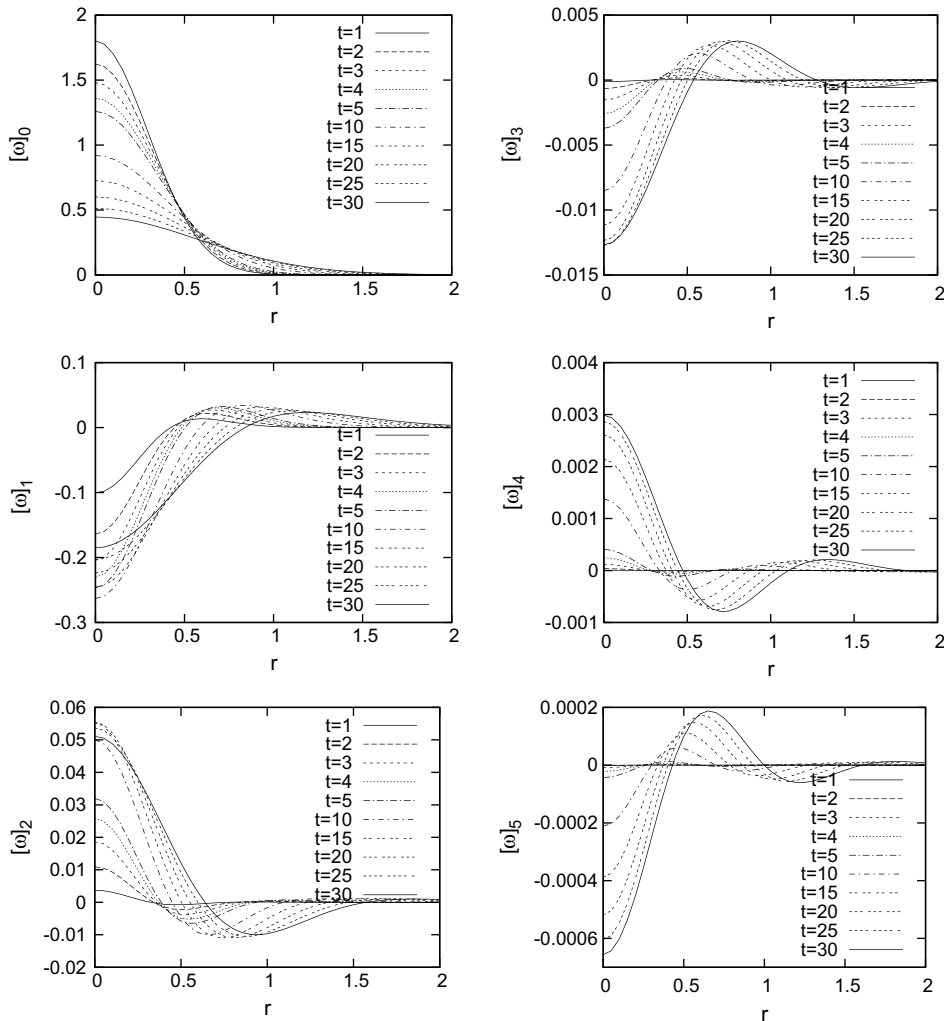 2
1.5
1
0.5
0
0 0.5 1 1.5 2
[ω]0
r
t=1
t=2
t=3
t=4
t=5
t=10
t=15
t=20
t=25
t=30
0.005
0
-0.005
-0.01
-0.015
0 0.5 1 1.5 2
[ω]3
r
t=1
t=2
t=3
t=4
t=5
t=10
t=15
t=20
t=25
t=30
0.1
0
-0.1
-0.2
-0.3
0 0.5 1 1.5 2
[ω]1
r
t=1
t=2
t=3
t=4
t=5
t=10
t=15
t=20
t=25
t=30
0.004
0.003
0.002
0.001
0
-0.001
0 0.5 1 1.5 2
[ω]4
r
t=1
t=2
t=3
t=4
t=5
t=10
t=15
t=20
t=25
t=30
0.06
0.05
0.04
0.03
0.02
0.01
0
-0.01
-0.02
0 0.5 1 1.5 2
[ω]2
r
t=1
t=2
t=3
t=4
t=5
t=10
t=15
t=20
t=25
t=30
0.0002
0
-0.0002
-0.0004
-0.0006
0 0.5 1 1.5 2
[ω]5
r
t=1
t=2
t=3
t=4
t=5
t=10
t=15
t=20
t=25
t=30